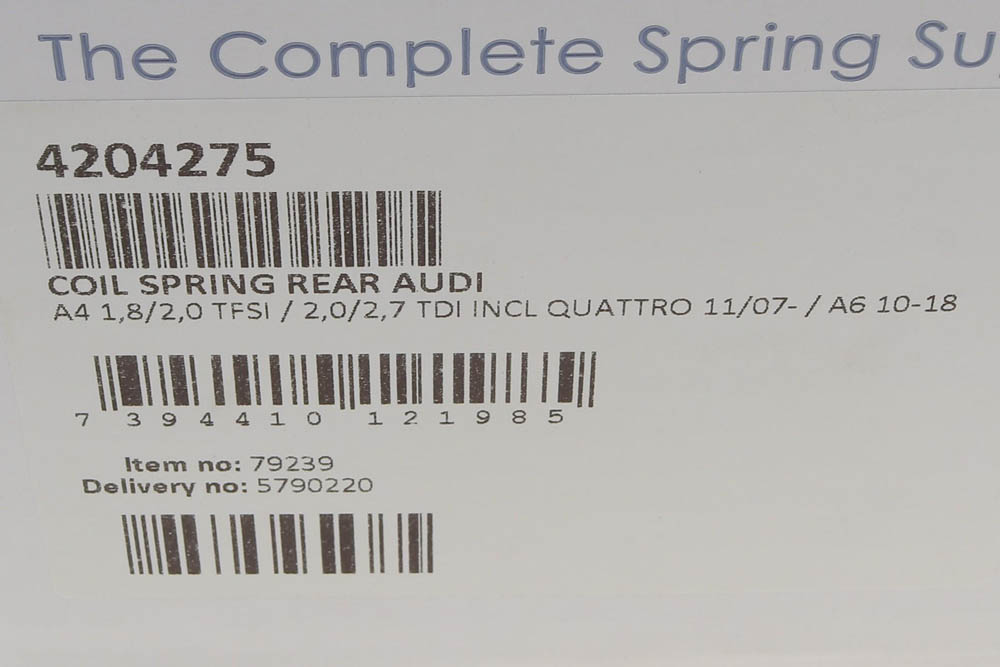 The Complete Spring Su
4204275
COIL SPRING REAR AUDI
A4 1,8/2,0 TFSI / 2,0/2,7 TDI INCL QUATTRO 11/07- / A6 10-18
7 394410 121985
Item no: 79239
Delivery no: 5790220